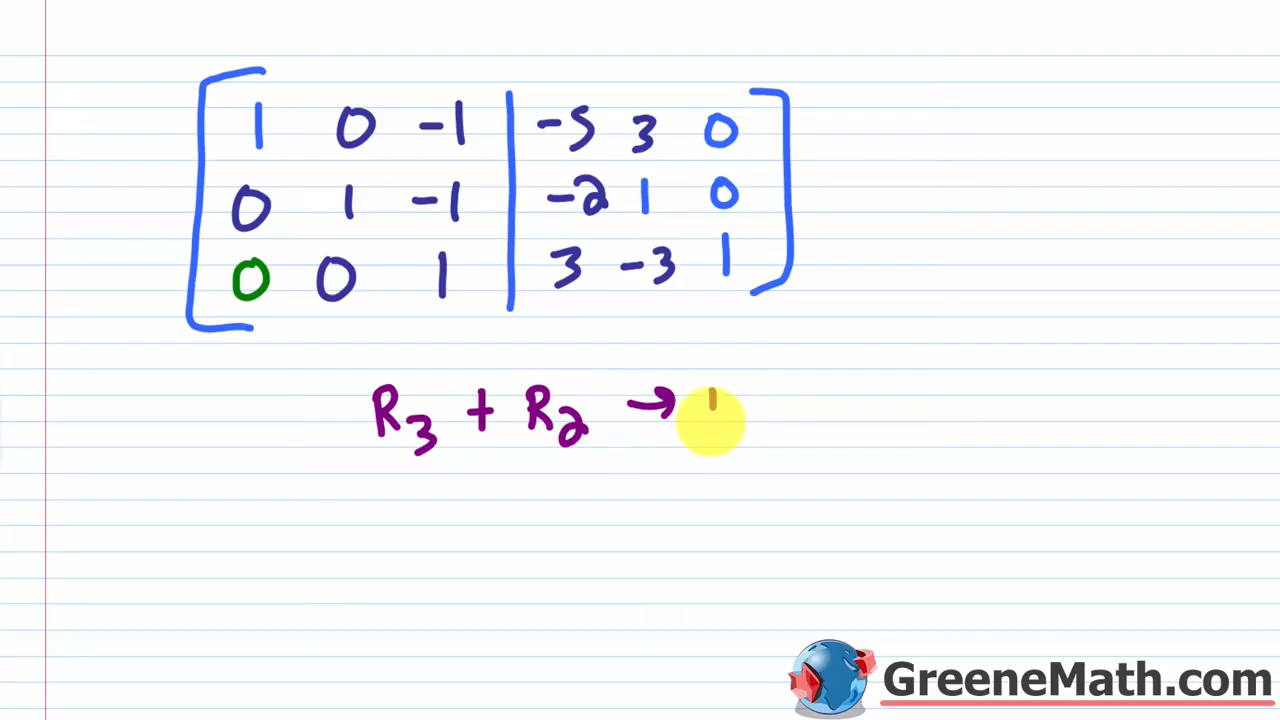 1 0 -1 | -5 3 0
0 1 -1 | -2 1 0
0 0 1 | 3 -3 1
R₃ + R₂ →
GreeneMath.com